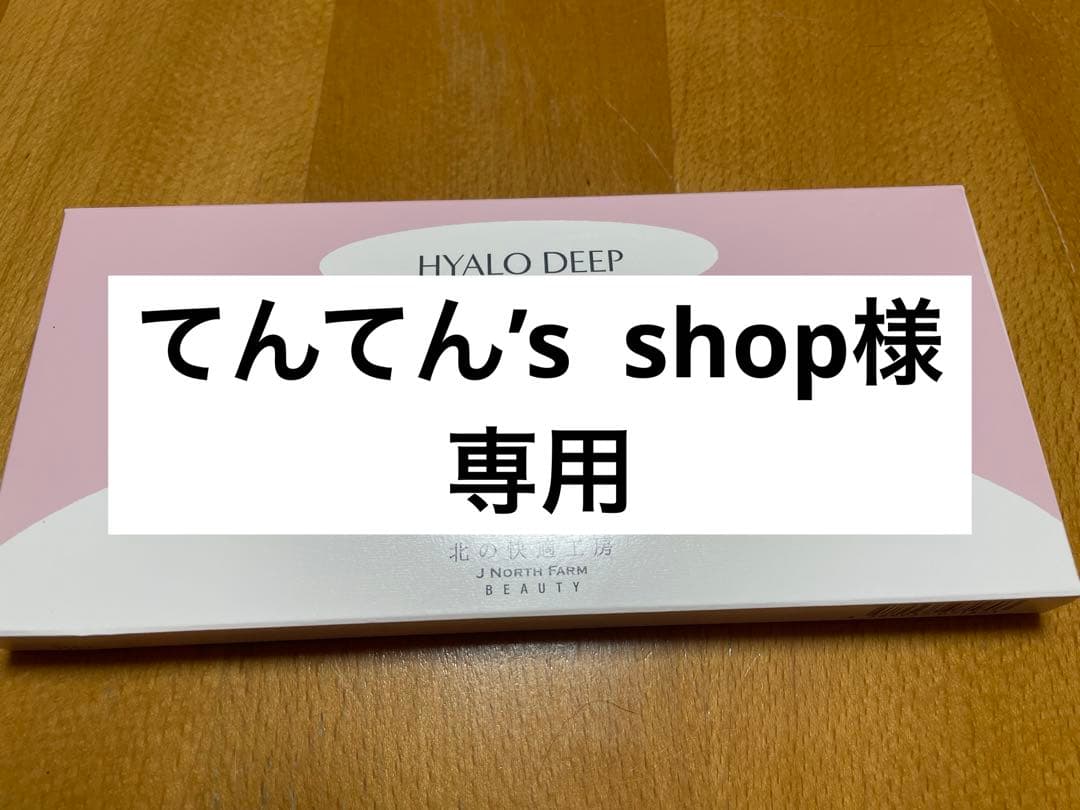 HYALO DEEP
てんてん’s shop様
専用
北の快適工房
J NORTH FARM
BEAUTY